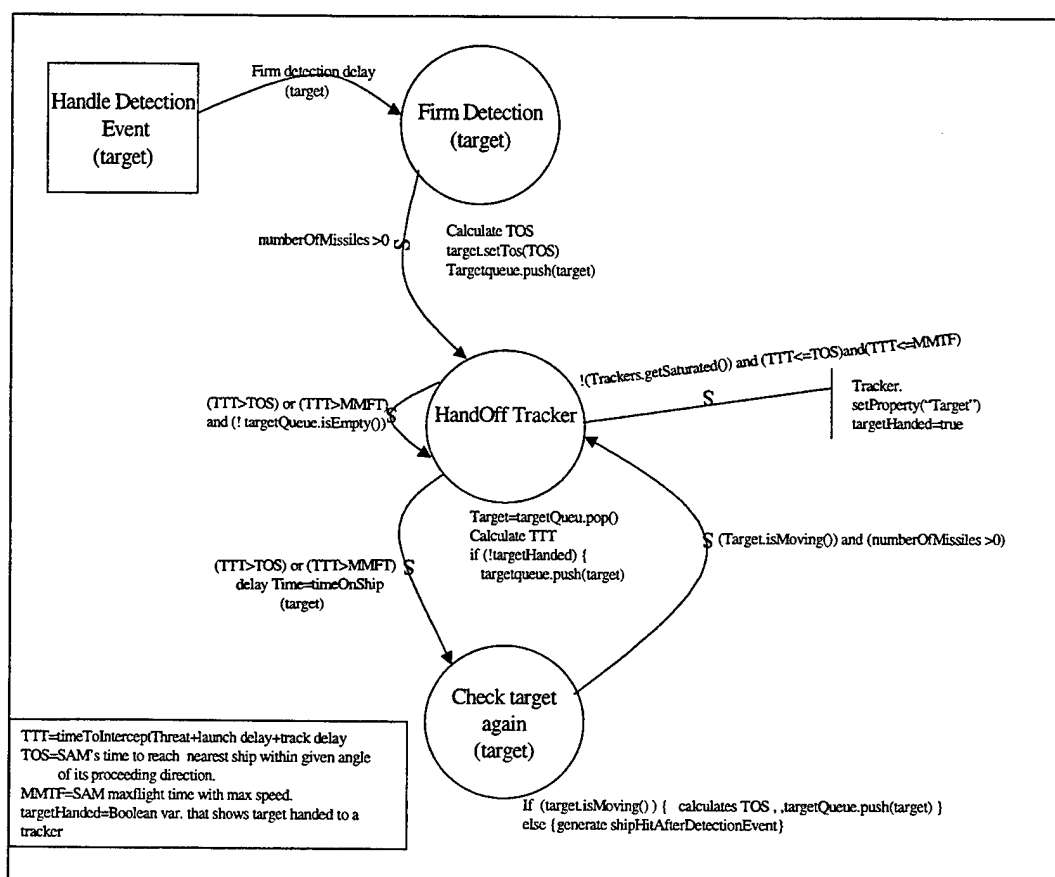 Handle Detection
Event
(target)
Firm detection delay
(target)
Firm Detection
(target)
numberOfMissiles >0
S
Calculate TOS
target.setTos(TOS)
Targetqueue.push(target)
!(Trackers.getSaturated()) and (TTT<=TOS)and(TTT<=MMTF)
S
Tracker.
setProperty("Target")
targetHanded=true
(TTT>TOS) or (TTT>MMFT)
and (! targetQueue.isEmpty())
S
HandOff Tracker
Target=targetQueu.pop()
Calculate TTT
if (!targetHanded) {
targetqueue.push(target)
S (Target.isMoving()) and (numberOfMissiles >0)
(TTT>TOS) or (TTT>MMFT) S
delay Time=timeOnShip
(target)
Check target
again
(target)
TTT=timeToInterceptThreat+launch delay+track delay
TOS=SAM's time to reach nearest ship within given angle
of its proceeding direction.
MMTF=SAM maxflight time with max speed.
targetHanded=Boolean var. that shows target handed to a
tracker
If (target.isMoving() ) { calculates TOS , ,targetQueue.push(target) }
else {generate shipHitAfterDetectionEvent}